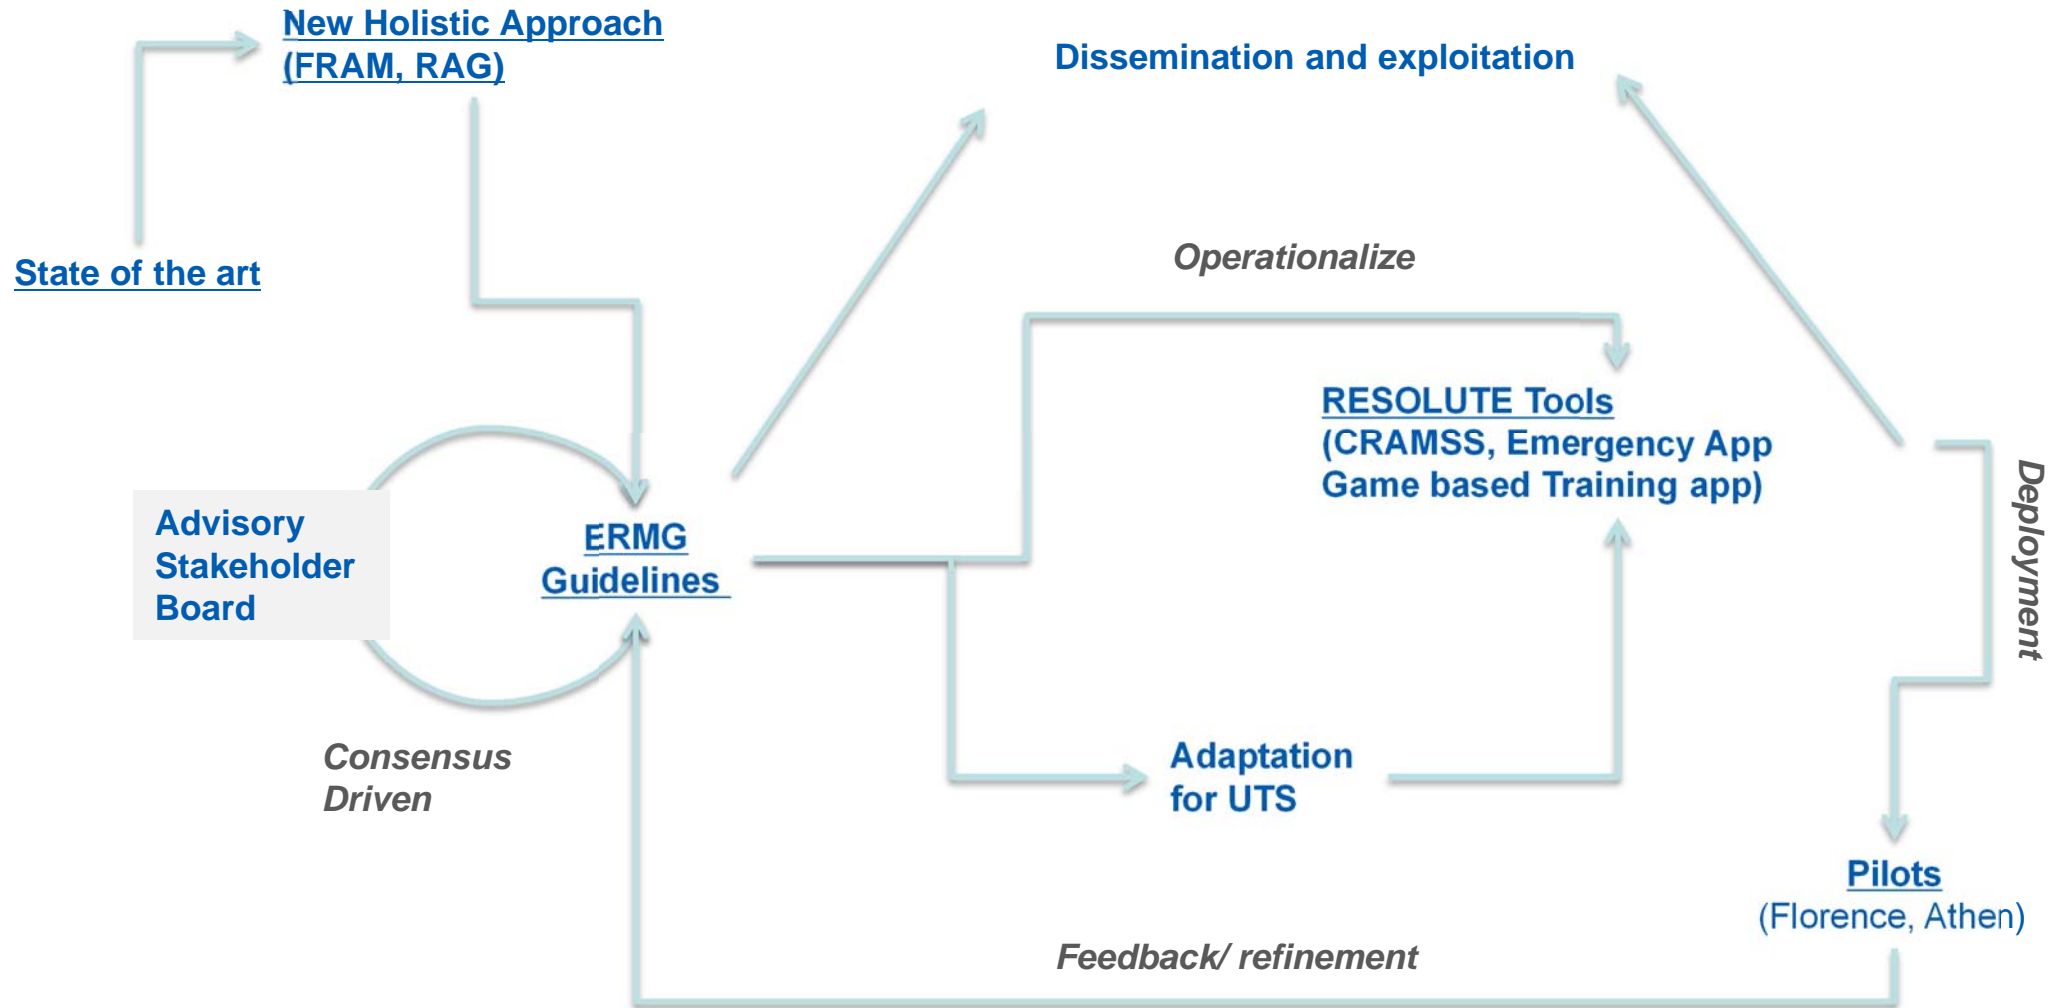 New Holistic Approach
(FRAM, RAG)
Dissemination and exploitation
State of the art
Operationalize
RESOLUTE Tools
(CRAMSS, Emergency App
Game based Training app)
Deployment
Advisory
Stakeholder
Board
ERMG
Guidelines
Consensus
Driven
Adaptation
for UTS
Pilots
(Florence, Athen)
Feedback/ refinement